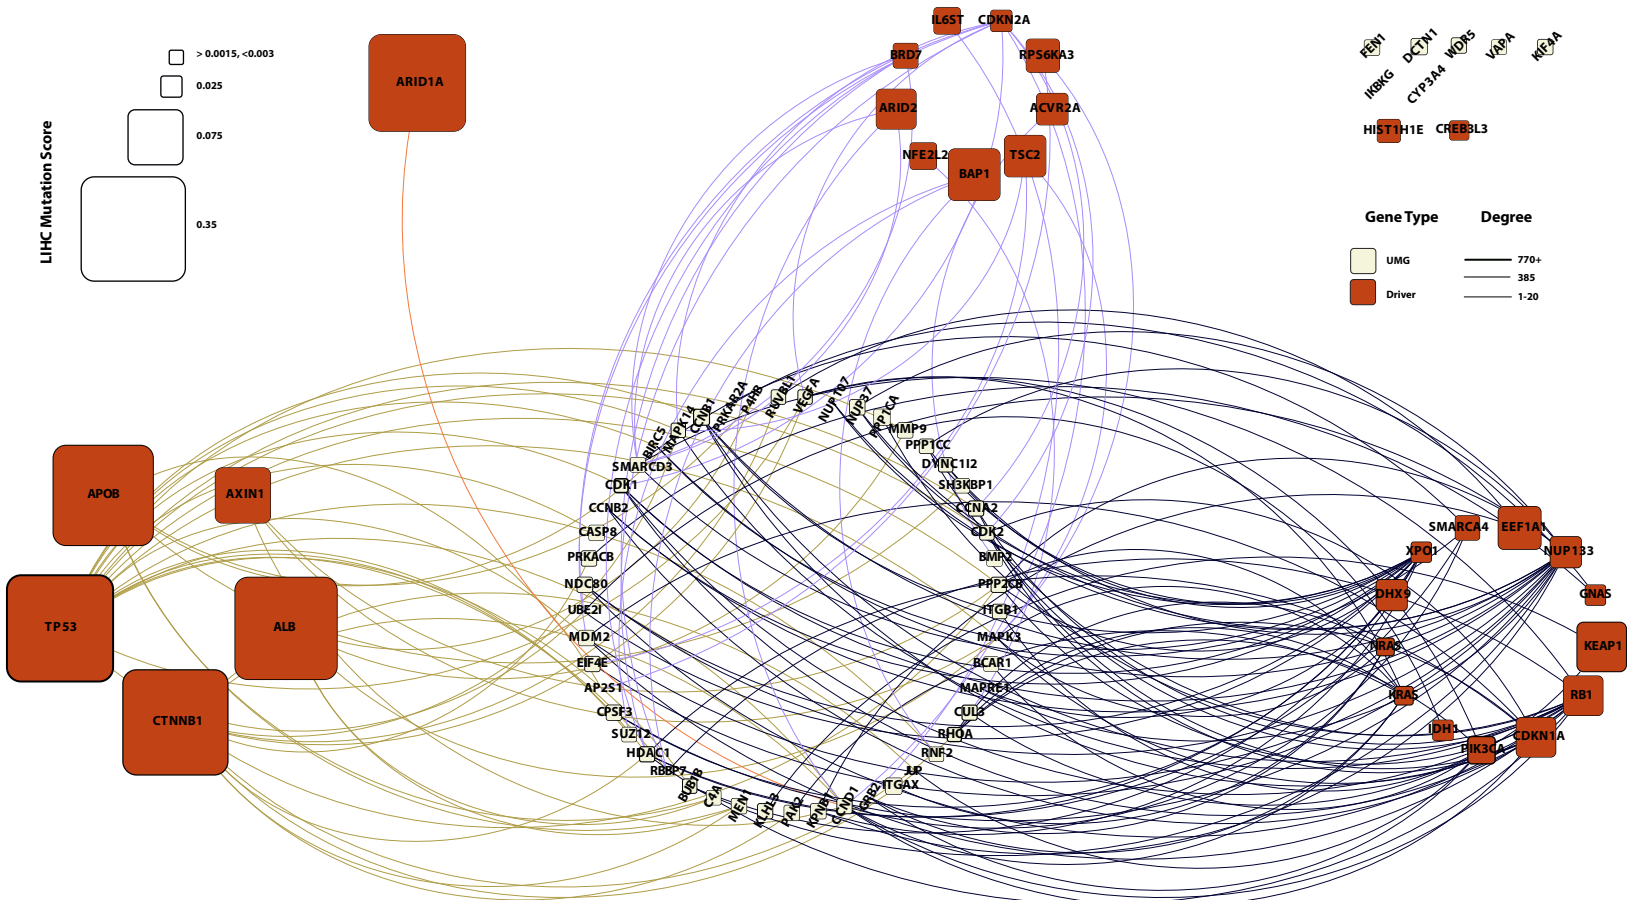 LIHC Mutation Score
> 0.0015, <0.003
0.025
0.075
0.35
ARID1A
IL6ST
CDKN2A
BRD7
RPS6KA3
ARID2
ACVR2A
NFE2L2
TSC2
BAP1
FEN1
DCTN1
WDR5
VAPA
KIF4A
IKBKG
CYP3A4
HIST1H1E
CREB3L3
Gene Type
Degree
UMG
Driver
770+
385
1-20
APOB
AXIN1
TP53
ALB
CTNNB1
SMARCD3
BIRC5
MAPK14
CCNB1
PRKAR2A
P4HB
RUVBL1
VEGFA
NUP107
NUP37
PPP1CA
MMP9
PPP1CC
DYNC1I2
SH3KBP1
CCNA2
CDK2
BMP2
PPP2CB
ITGB1
MAPK3
BCAR1
MAPRE1
CUL3
RHOA
RNF2
JUP
ITGAX
GRB2
CCND1
KPNB1
PAK2
KLHL3
MEN1
C4A
BUB1B
RBBP7
HDAC1
SUZ12
CPSF3
AP2S1
EIF4E
MDM2
UBE2I
NDC80
PRKACB
CASP8
CCNB2
CDK1
SMARCA4
EEF1A1
XPO1
NUP133
DHX9
GNAS
NRAS
KEAP1
KRAS
RB1
IDH1
CDKN1A
PIK3CA